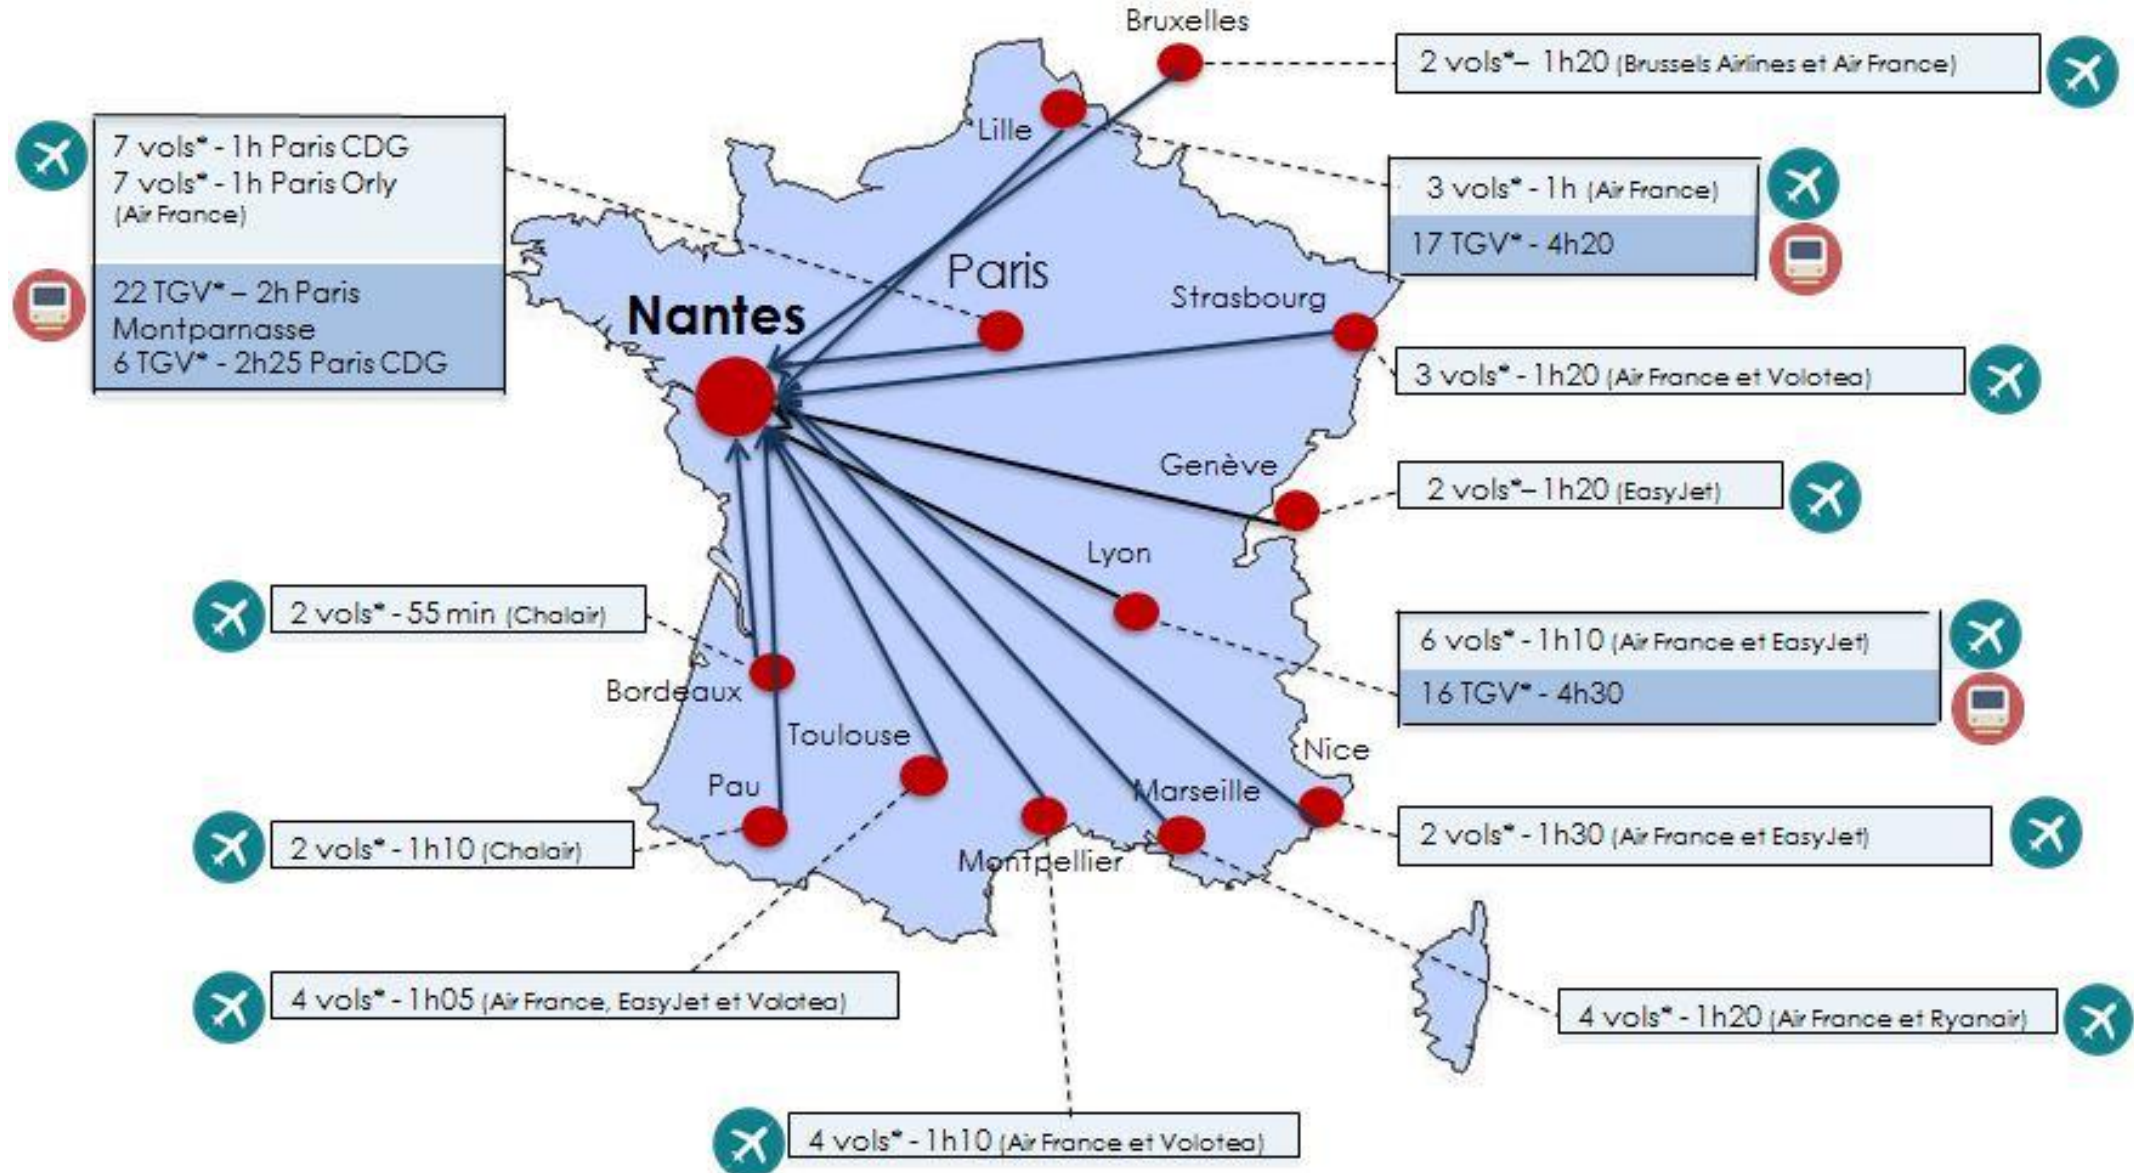 Bruxelles
2 vols*– 1h20 (Brussels Airlines et Air France)
7 vols* - 1h Paris CDG
7 vols* - 1h Paris Orly
(Air France)
22 TGV* – 2h Paris
Montparnasse
6 TGV* - 2h25 Paris CDG
Lille
3 vols* - 1h (Air France)
17 TGV* - 4h20
Paris
Nantes
Strasbourg
3 vols* - 1h20 (Air France et Volotea)
Genève
2 vols*– 1h20 (EasyJet)
Lyon
2 vols* - 55 min (Chalair)
6 vols* - 1h10 (Air France et EasyJet)
16 TGV* - 4h30
Bordeaux
Toulouse
Nice
Pau
Marseille
2 vols* - 1h30 (Air France et EasyJet)
2 vols* - 1h10 (Chalair)
Montpellier
4 vols* - 1h05 (Air France, EasyJet et Volotea)
4 vols* - 1h20 (Air France et Ryanair)
4 vols* - 1h10 (Air France et Volotea)